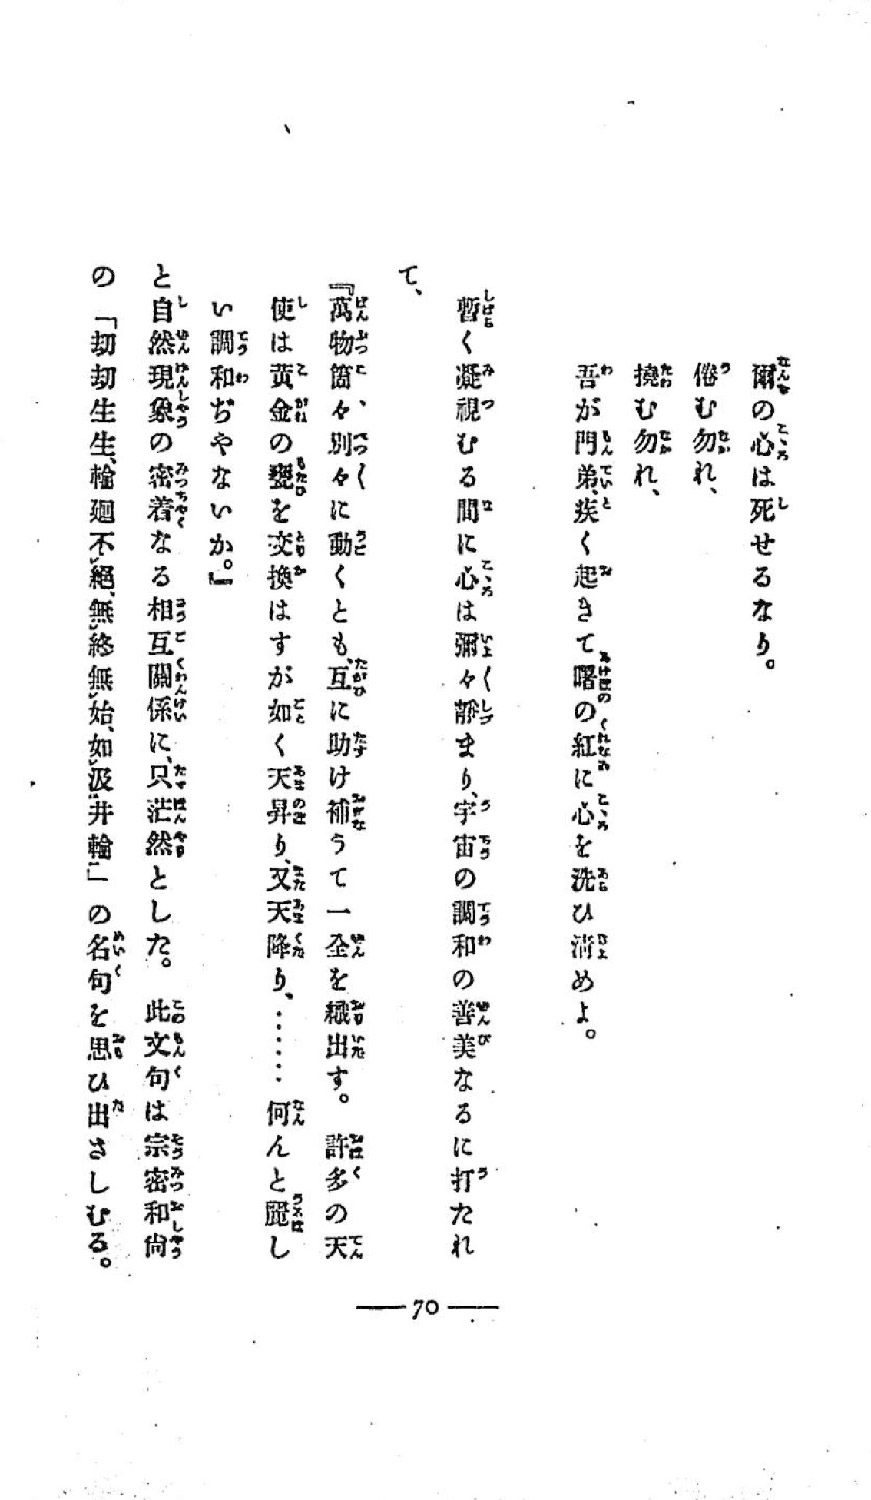 爾の心は死せるなり。
倦む勿れ、
撓む勿れ、
吾が門弟、疾く起きて曙の紅に心を洗ひ淸めよ。
暫く凝視むる間に心は彌々靜まり、宇宙の調和の善美なるに打たれ
て、
『萬物箇々、別々に動くとも、互に助け補うて一全を織出す。許多の天
使は黃金の甕を交換はすが如く天昇り、又天降り、……何んと麗し
い調和ぢやないか。』
と自然現象の密着なる相互關係に、只茫然とした。此文句は宗密和尙
の「劫劫生生、輪廻不絕、無終無始、如汲井輪」の名句を思ひ出さしむる。
70